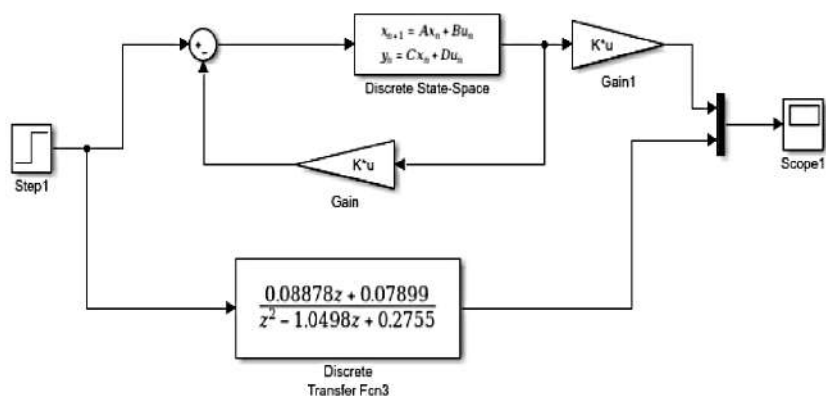 x_{n+1} = Ax_n + Bu_n
y_n = Cx_n + Du_n
Discrete State-Space
K*u
Gain1
+
-
K*u
Gain
Step1
Scope1
0.08878z + 0.07899
z² − 1.0498z + 0.2755
Discrete
Transfer Fcn3